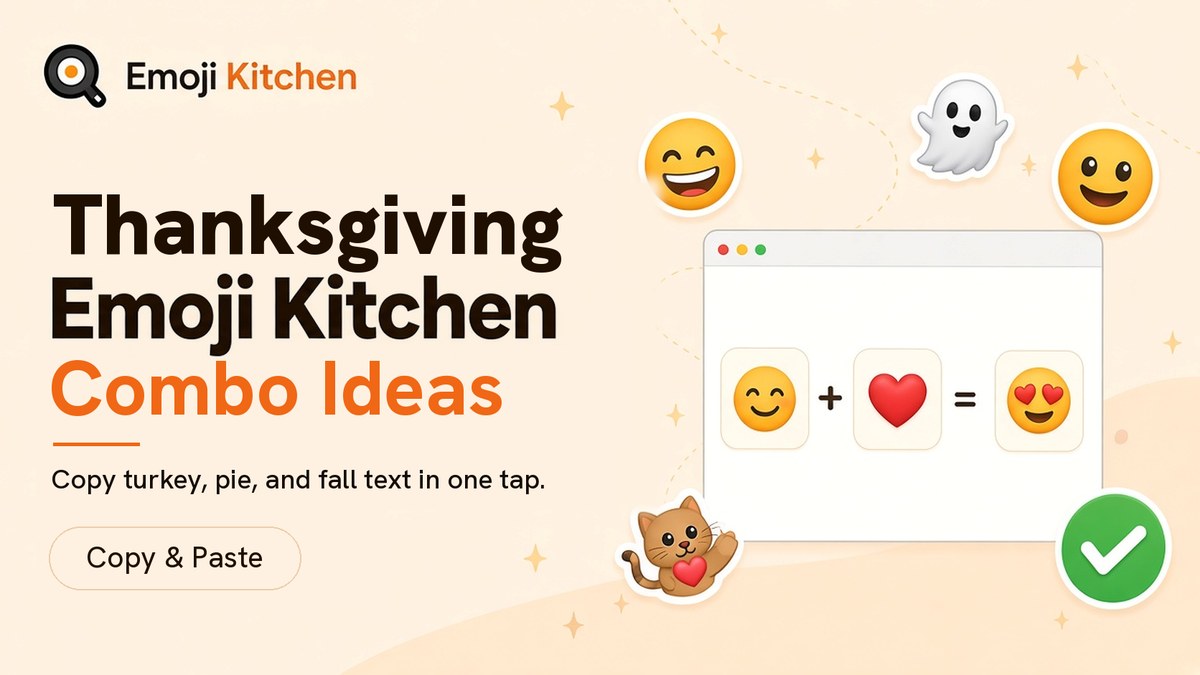 Emoji Kitchen
Thanksgiving
Emoji Kitchen
Combo Ideas
Copy turkey, pie, and fall text in one tap.
Copy & Paste
+ =